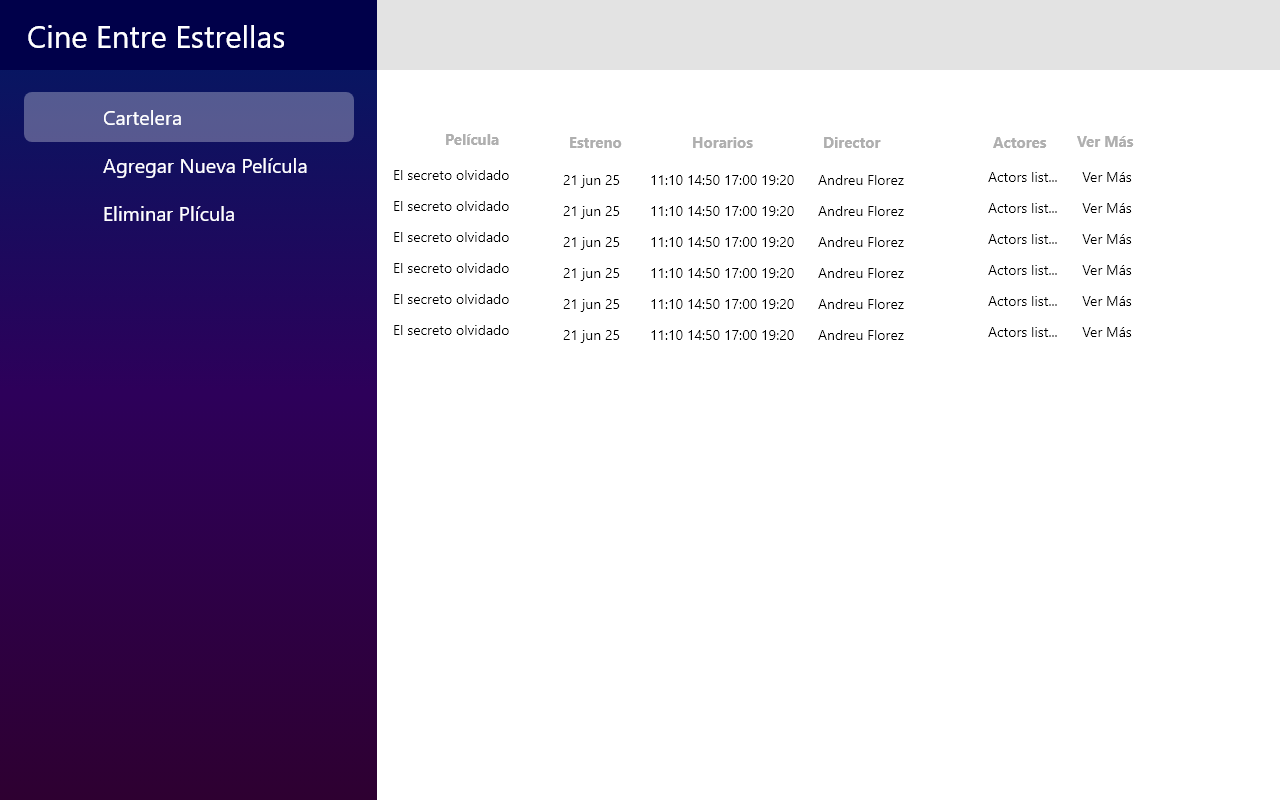 Cine Entre Estrellas
Cartelera
Agregar Nueva Película
Eliminar Plícula
Película Estreno Horarios Director Actores Ver Más
El secreto olvidado 21 jun 25 11:10 14:50 17:00 19:20 Andreu Florez Actors list... Ver Más
El secreto olvidado 21 jun 25 11:10 14:50 17:00 19:20 Andreu Florez Actors list... Ver Más
El secreto olvidado 21 jun 25 11:10 14:50 17:00 19:20 Andreu Florez Actors list... Ver Más
El secreto olvidado 21 jun 25 11:10 14:50 17:00 19:20 Andreu Florez Actors list... Ver Más
El secreto olvidado 21 jun 25 11:10 14:50 17:00 19:20 Andreu Florez Actors list... Ver Más
El secreto olvidado 21 jun 25 11:10 14:50 17:00 19:20 Andreu Florez Actors list... Ver Más